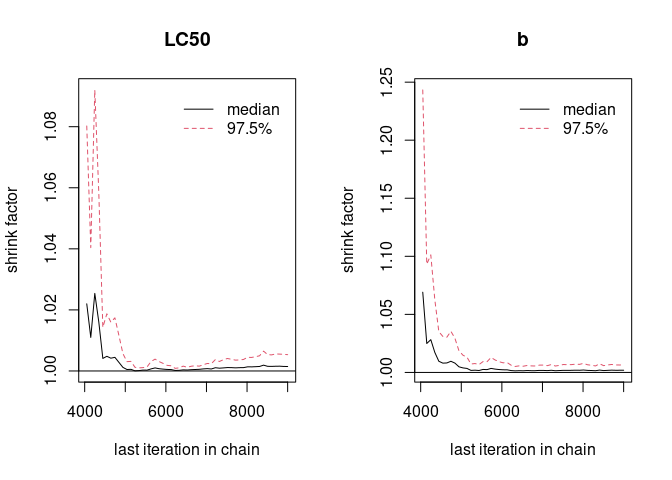 LC50
shrink factor
1.00 1.02 1.04 1.06 1.08
median
97.5%
4000 6000 8000
last iteration in chain
b
shrink factor
1.00 1.05 1.10 1.15 1.20 1.25
median
97.5%
4000 6000 8000
last iteration in chain